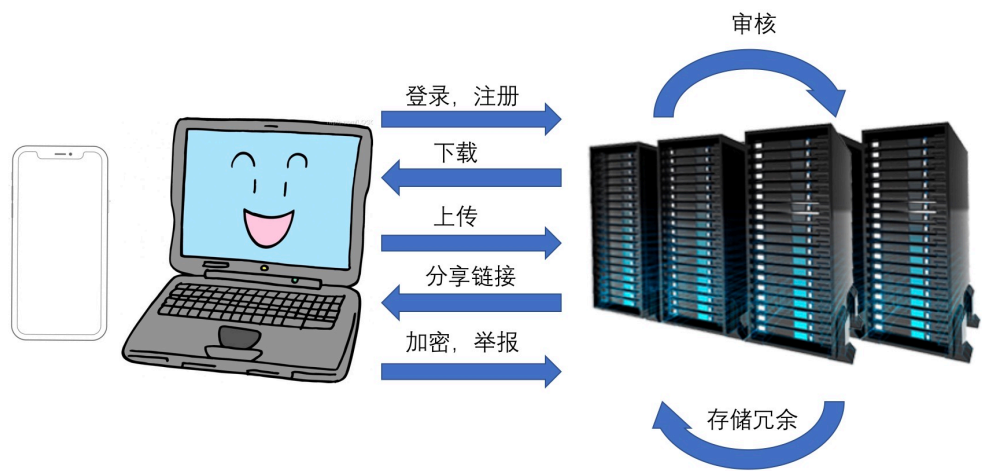 审核
登录，注册
下载
上传
分享链接
加密，举报
存储冗余